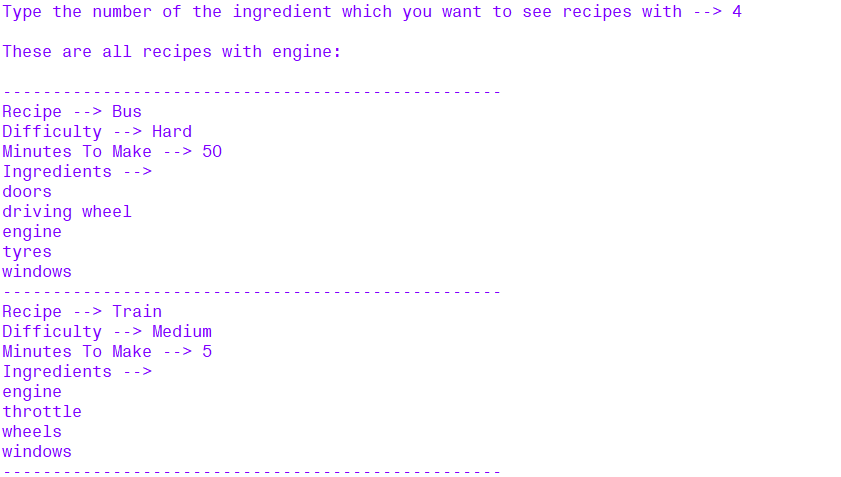 Type the number of the ingredient which you want to see recipes with --> 4
These are all recipes with engine:
--------------------------------------------------
Recipe --> Bus
Difficulty --> Hard
Minutes To Make --> 50
Ingredients -->
doors
driving wheel
engine
tyres
windows
--------------------------------------------------
Recipe --> Train
Difficulty --> Medium
Minutes To Make --> 5
Ingredients -->
engine
throttle
wheels
windows
--------------------------------------------------